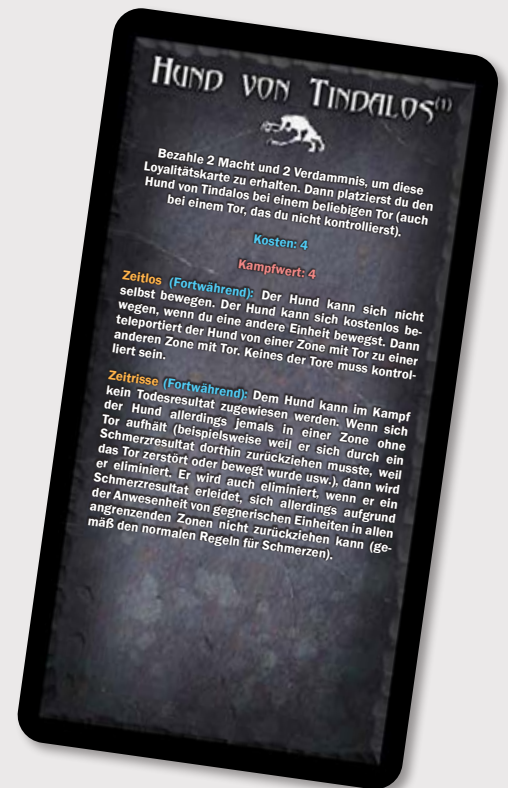 Hund von Tindalos(1)
Bezahle 2 Macht und 2 Verdammnis, um diese
Loyalitätskarte zu erhalten. Dann platzierst du den
Hund von Tindalos bei einem beliebigen Tor (auch
bei einem Tor, das du nicht kontrollierst).
Kosten: 4
Kampfwert: 4
Zeitlos (Fortwährend): Der Hund kann sich nicht
selbst bewegen. Der Hund kann sich kostenlos be-
wegen, wenn du eine andere Einheit bewegst. Dann
teleportiert der Hund von einer Zone mit Tor zu einer
anderen Zone mit Tor. Keines der Tore muss kontrol-
liert sein.
Zeitrisse (Fortwährend): Dem Hund kann im Kampf
kein Todesresultat zugewiesen werden. Wenn sich
der Hund allerdings jemals in einer Zone ohne
Tor aufhält (beispielsweise weil er sich durch ein
Schmerzresultat dorthin zurückziehen musste, weil
das Tor zerstört oder bewegt wurde usw.), dann wird
er eliminiert. Er wird auch eliminiert, wenn er ein
Schmerzresultat erleidet, sich allerdings aufgrund
der Anwesenheit von gegnerischen Einheiten in allen
angrenzenden Zonen nicht zurückziehen kann (ge-
mäß den normalen Regeln für Schmerzen).